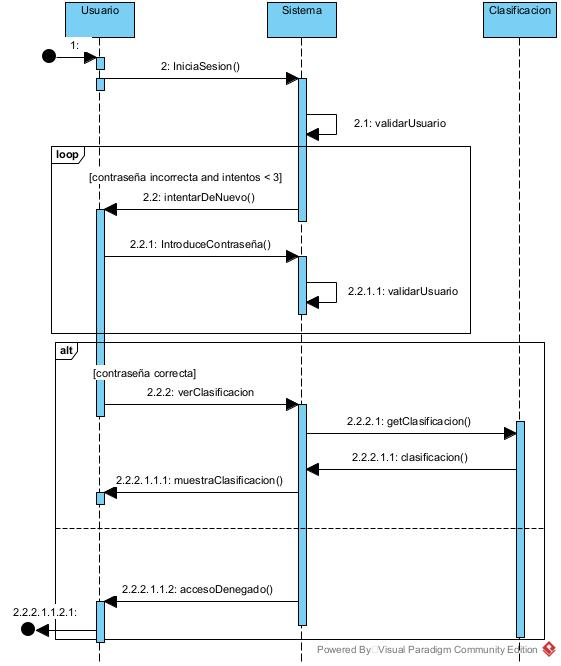 Usuario
Sistema
Clasificacion
1:
2: IniciaSesion()
2.1: validarUsuario
loop
[contraseña incorrecta and intentos < 3]
2.2: intentarDeNuevo()
2.2.1: IntroduceContraseña()
2.2.1.1: validarUsuario
alt
[contraseña correcta]
2.2.2: verClasificacion
2.2.2.1: getClasificacion()
2.2.2.1.1: clasificacion()
2.2.2.1.1.1: muestraClasificacion()
2.2.2.1.1.2: accesoDenegado()
2.2.2.1.1.2.1:
Powered By Visual Paradigm Community Edition